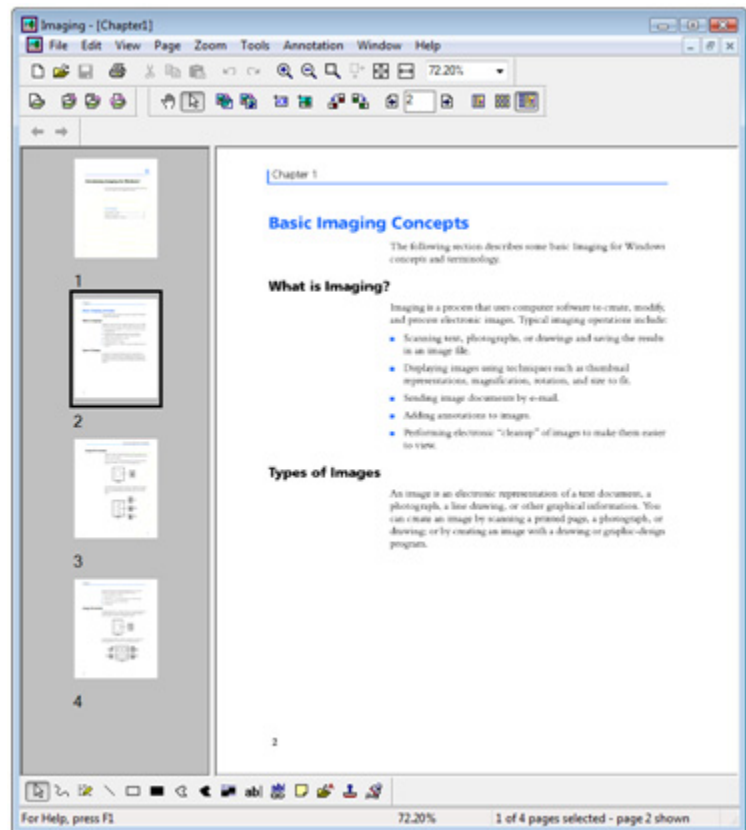 Imaging - [Chapter1]
File Edit View Page Zoom Tools Annotation Window Help
72.20%
2
1
2
3
4
Chapter 1
Basic Imaging Concepts
The following section describes some basic Imaging for Windows
concepts and terminology.
What is Imaging?
Imaging is a process that uses computer software to create, modify,
and process electronic images. Typical imaging operations include:
Scanning text, photographs, or drawings and saving the results
in an image file.
Displaying images using techniques such as thumbnail
representations, magnification, rotation, and size to fit.
Sending image documents by e-mail.
Adding annotations to images.
Performing electronic "cleanup" of images to make them easier
to view.
Types of Images
An image is an electronic representation of a text document, a
photograph, a line drawing, or other graphical information. You
can create an image by scanning a printed page, a photograph, or
drawing; or by creating an image with a drawing or graphic-design
program.
2
abl
For Help, press F1
72.20%
1 of 4 pages selected - page 2 shown